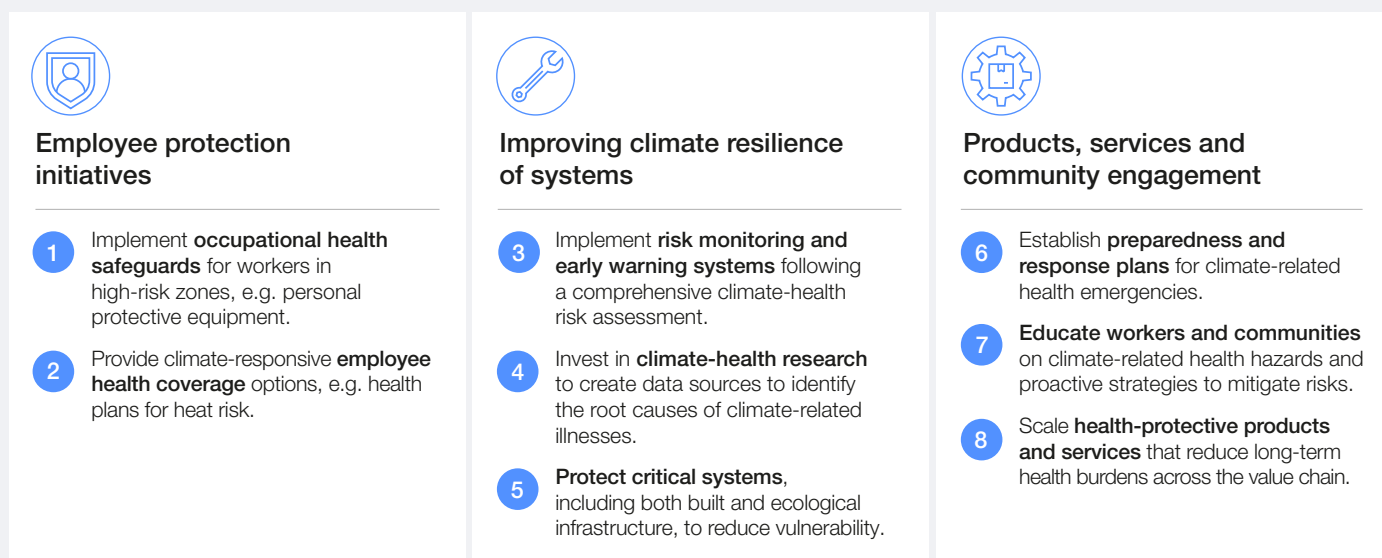 Employee protection
initiatives
1
Implement occupational health
safeguards for workers in
high-risk zones, e.g. personal
protective equipment.
2
Provide climate-responsive employee
health coverage options, e.g. health
plans for heat risk.
Improving climate resilience
of systems
3
Implement risk monitoring and
early warning systems following
a comprehensive climate-health
risk assessment.
4
Invest in climate-health research
to create data sources to identify
the root causes of climate-related
illnesses.
5
Protect critical systems,
including both built and ecological
infrastructure, to reduce vulnerability.
Products, services and
community engagement
6
Establish preparedness and
response plans for climate-related
health emergencies.
7
Educate workers and communities
on climate-related health hazards and
proactive strategies to mitigate risks.
8
Scale health-protective products
and services that reduce long-term
health burdens across the value chain.